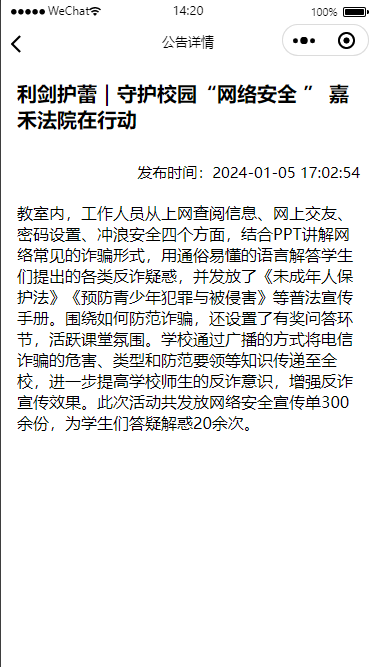 WeChat
14:20
100%
公告详情
利剑护蕾 | 守护校园“网络安全 ” 嘉
禾法院在行动
发布时间：2024-01-05 17:02:54
教室内，工作人员从上网查阅信息、网上交友、
密码设置、冲浪安全四个方面，结合PPT讲解网
络常见的诈骗形式，用通俗易懂的语言解答学生
们提出的各类反诈疑惑，并发放了《未成年人保
护法》《预防青少年犯罪与被侵害》等普法宣传
手册。围绕如何防范诈骗，还设置了有奖问答环
节，活跃课堂氛围。学校通过广播的方式将电信
诈骗的危害、类型和防范要领等知识传递至全
校，进一步提高学校师生的反诈意识，增强反诈
宣传效果。此次活动共发放网络安全宣传单300
余份，为学生们答疑解惑20余次。